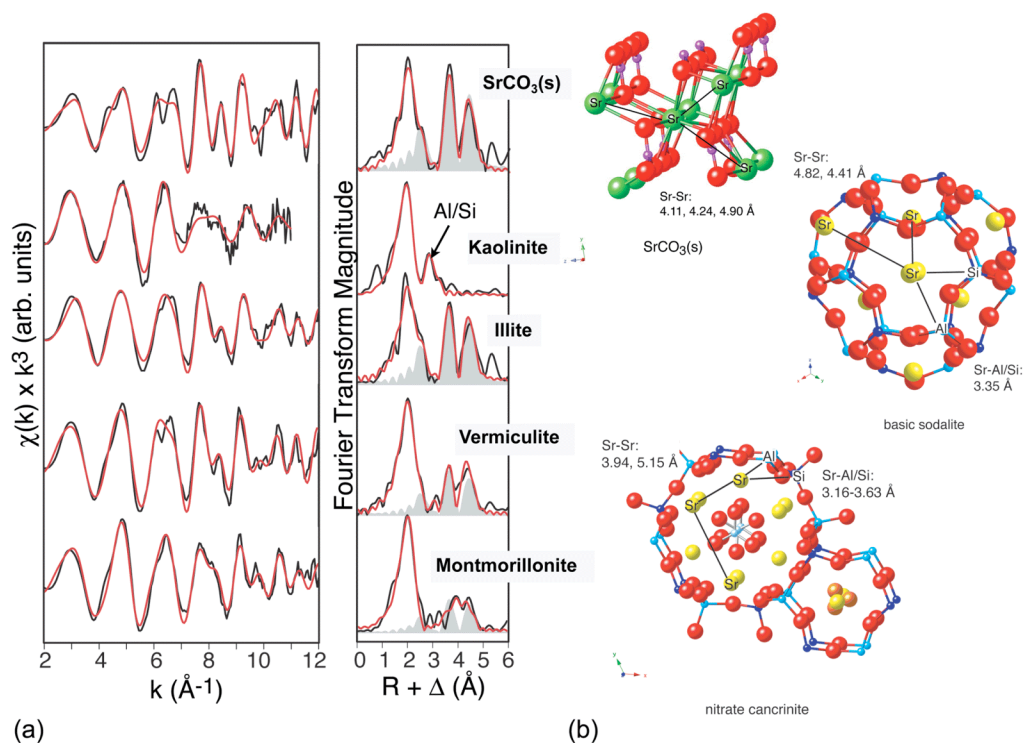 χ(k) x k³ (arb. units)
2 4 6 8 10 12
k (Å⁻¹)
Fourier Transform Magnitude
SrCO₃(s)
Al/Si
Kaolinite
Illite
Vermiculite
Montmorillonite
0 1 2 3 4 5 6
R + Δ (Å)
(a)
Sr
Sr
Sr
Sr
Sr-Sr:
4.11, 4.24, 4.90 Å
SrCO₃(s)
Sr-Sr:
4.82, 4.41 Å
Sr
Sr
Sr
Si
Al
Sr-Al/Si:
3.35 Å
basic sodalite
Sr-Sr:
3.94, 5.15 Å
Al
Si
Sr
Sr
Sr
Sr-Al/Si:
3.16-3.63 Å
nitrate cancrinite
(b)